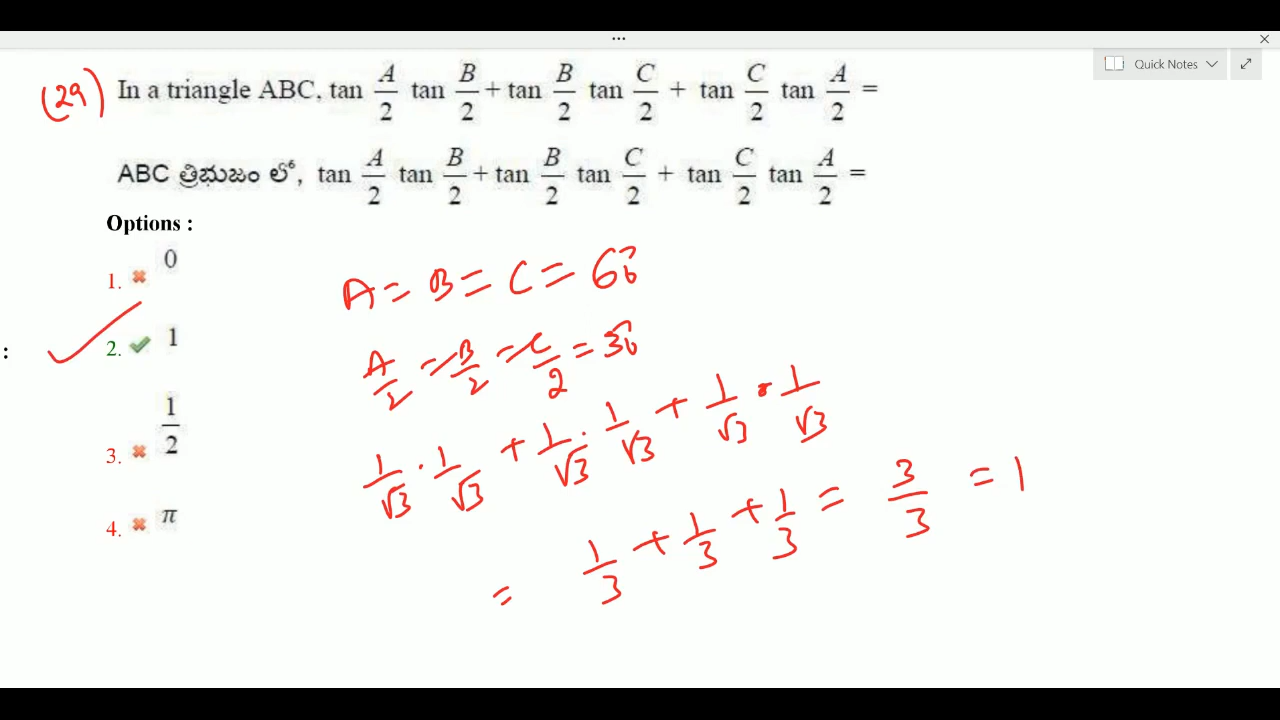 ...
Quick Notes
(29) In a triangle ABC, tan A/2 tan B/2 + tan B/2 tan C/2 + tan C/2 tan A/2 =
ABC త్రిభుజం లో, tan A/2 tan B/2 + tan B/2 tan C/2 + tan C/2 tan A/2 =
Options :
1. 0
2. 1
3. 1/2
4. π
:
A = B = C = 60°
A/2 = B/2 = C/2 = 30°
1/√3 · 1/√3 + 1/√3 · 1/√3 + 1/√3 · 1/√3
= 1/3 + 1/3 + 1/3 = 3/3 = 1